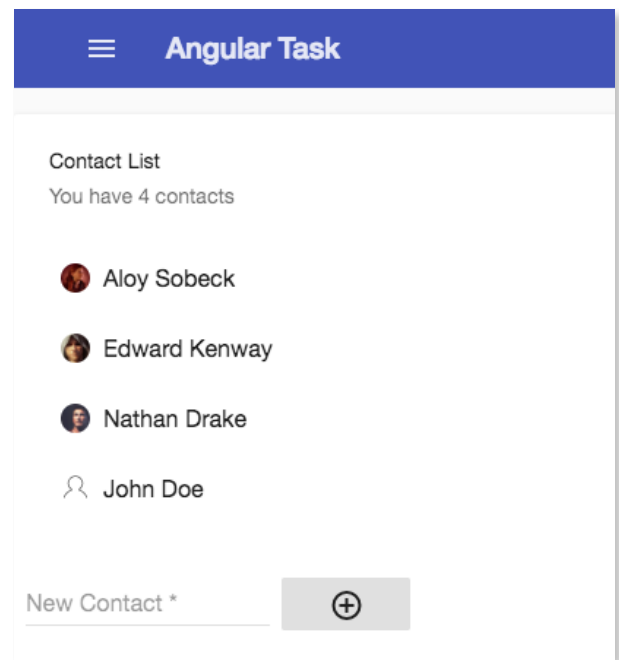 Angular Task
Contact List
You have 4 contacts
Aloy Sobeck
Edward Kenway
Nathan Drake
John Doe
New Contact *